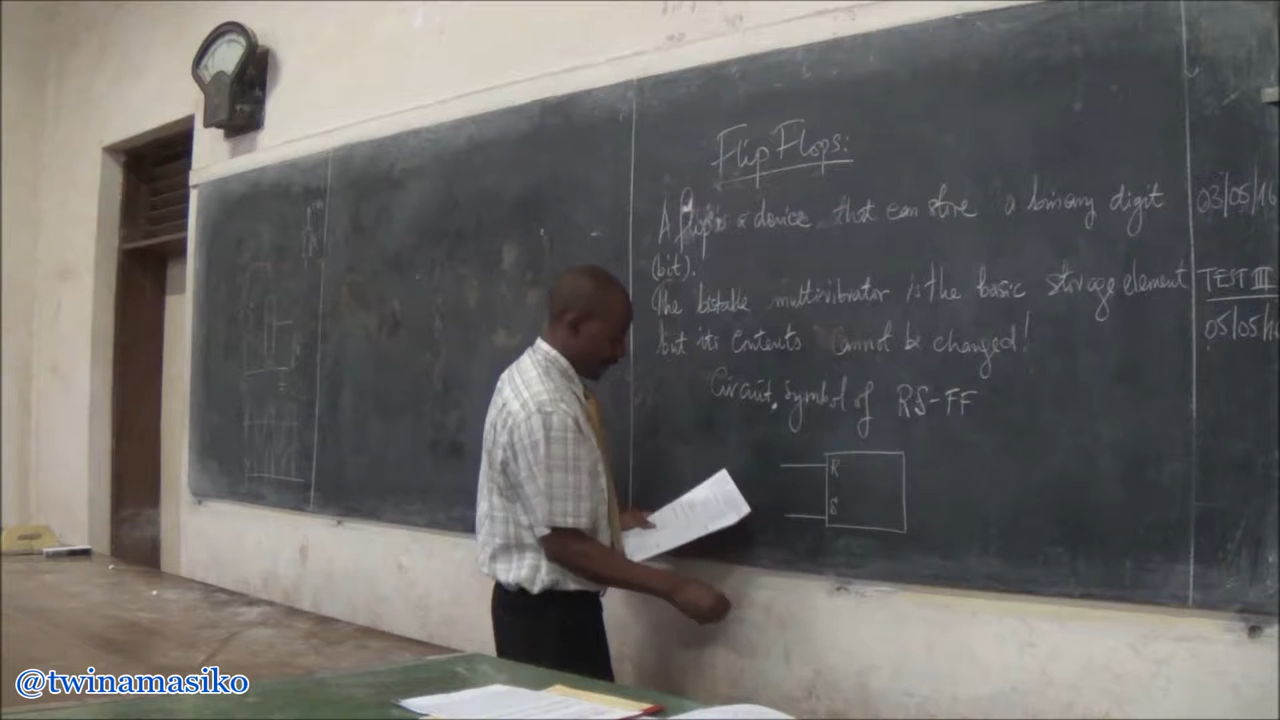 Flip Flops:
A flop is a device that can store a binary digit
(bit).
The bistable multivibrator is the basic storage element
but its contents cannot be changed!
Circuit symbol of RS-FF
R
S
03/05/16
TEST III
05/05/16
@twinamasiko